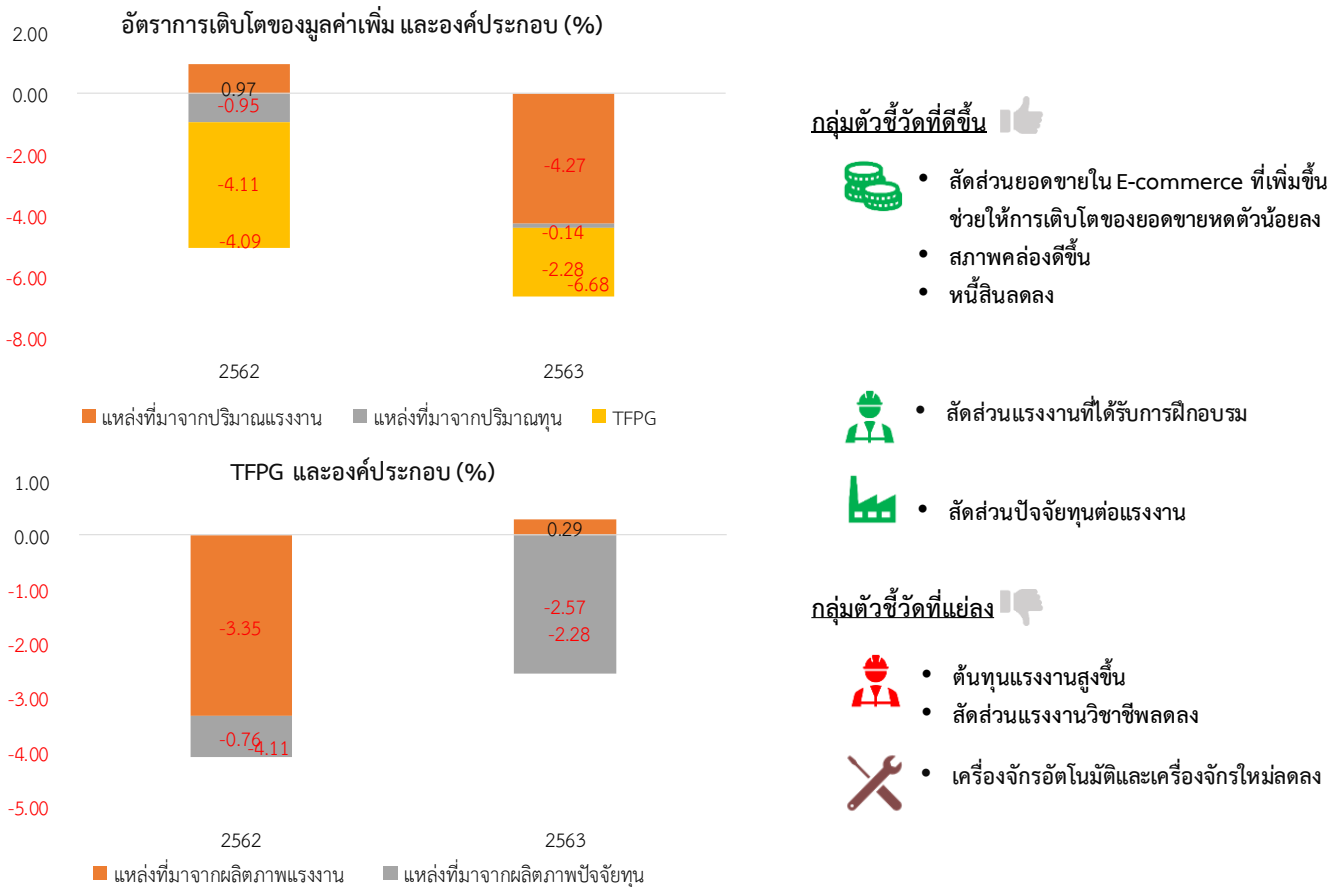 อัตราการเติบโตของมูลค่าเพิ่ม และองค์ประกอบ (%)
2.00
0.00
-2.00
-4.00
-6.00
-8.00
0.97
-0.95
-4.11
-4.09
-4.27
-0.14
-2.28
-6.68
2562
2563
แหล่งที่มาจากปริมาณแรงงาน
แหล่งที่มาจากปริมาณทุน
TFPG
TFPG และองค์ประกอบ (%)
1.00
0.00
-1.00
-2.00
-3.00
-4.00
-5.00
-3.35
-0.76
-4.11
0.29
-2.57
-2.28
2562
2563
แหล่งที่มาจากผลิตภาพแรงงาน
แหล่งที่มาจากผลิตภาพปัจจัยทุน
กลุ่มตัวชี้วัดที่ดีขึ้น
• สัดส่วนยอดขายใน E-commerce ที่เพิ่มขึ้น
ช่วยให้การเติบโตของยอดขายหดตัวน้อยลง
• สภาพคล่องดีขึ้น
• หนี้สินลดลง
• สัดส่วนแรงงานที่ได้รับการฝึกอบรม
• สัดส่วนปัจจัยทุนต่อแรงงาน
กลุ่มตัวชี้วัดที่แย่ลง
• ต้นทุนแรงงานสูงขึ้น
• สัดส่วนแรงงานวิชาชีพลดลง
• เครื่องจักรอัตโนมัติและเครื่องจักรใหม่ลดลง